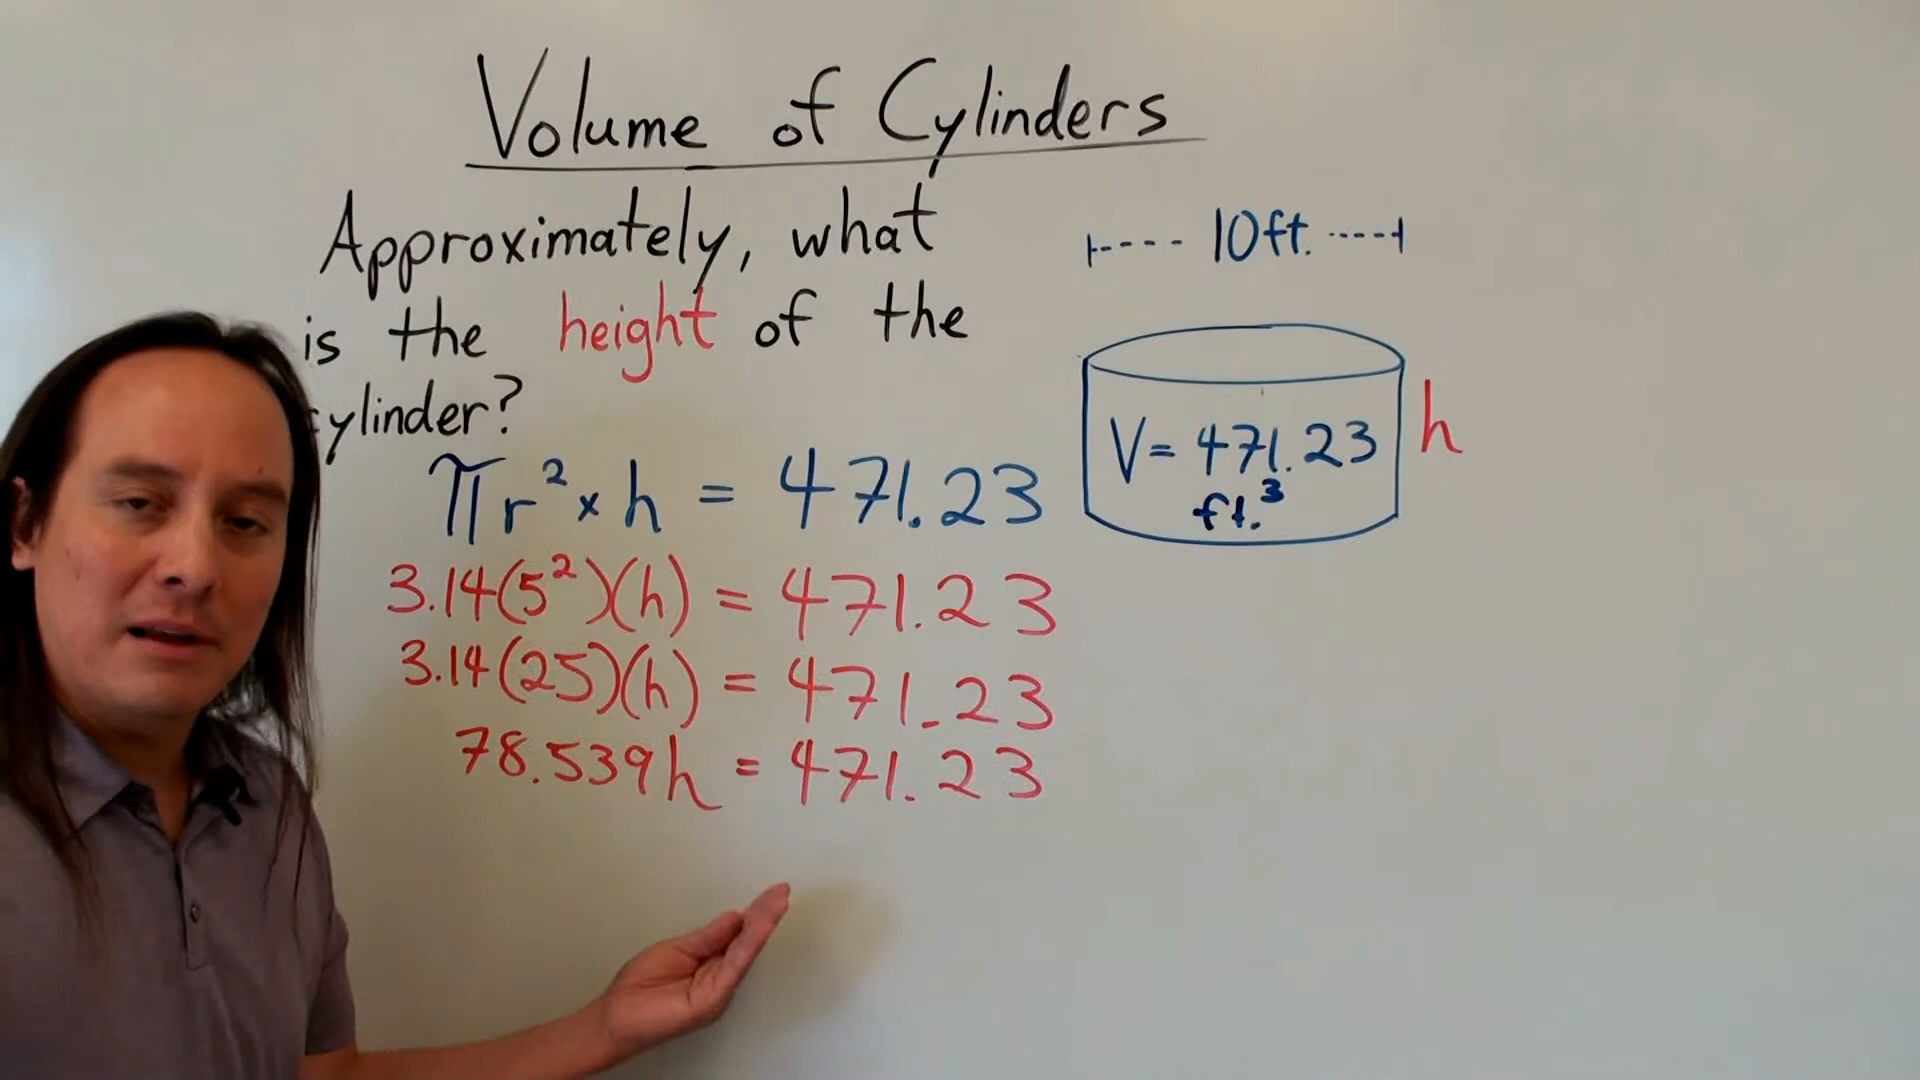 Volume of Cylinders
Approximately, what
is the height of the
cylinder?
10ft.
V = 471.23
ft.³
h
πr² × h = 471.23
3.14(5²)(h) = 471.23
3.14(25)(h) = 471.23
78.539h = 471.23